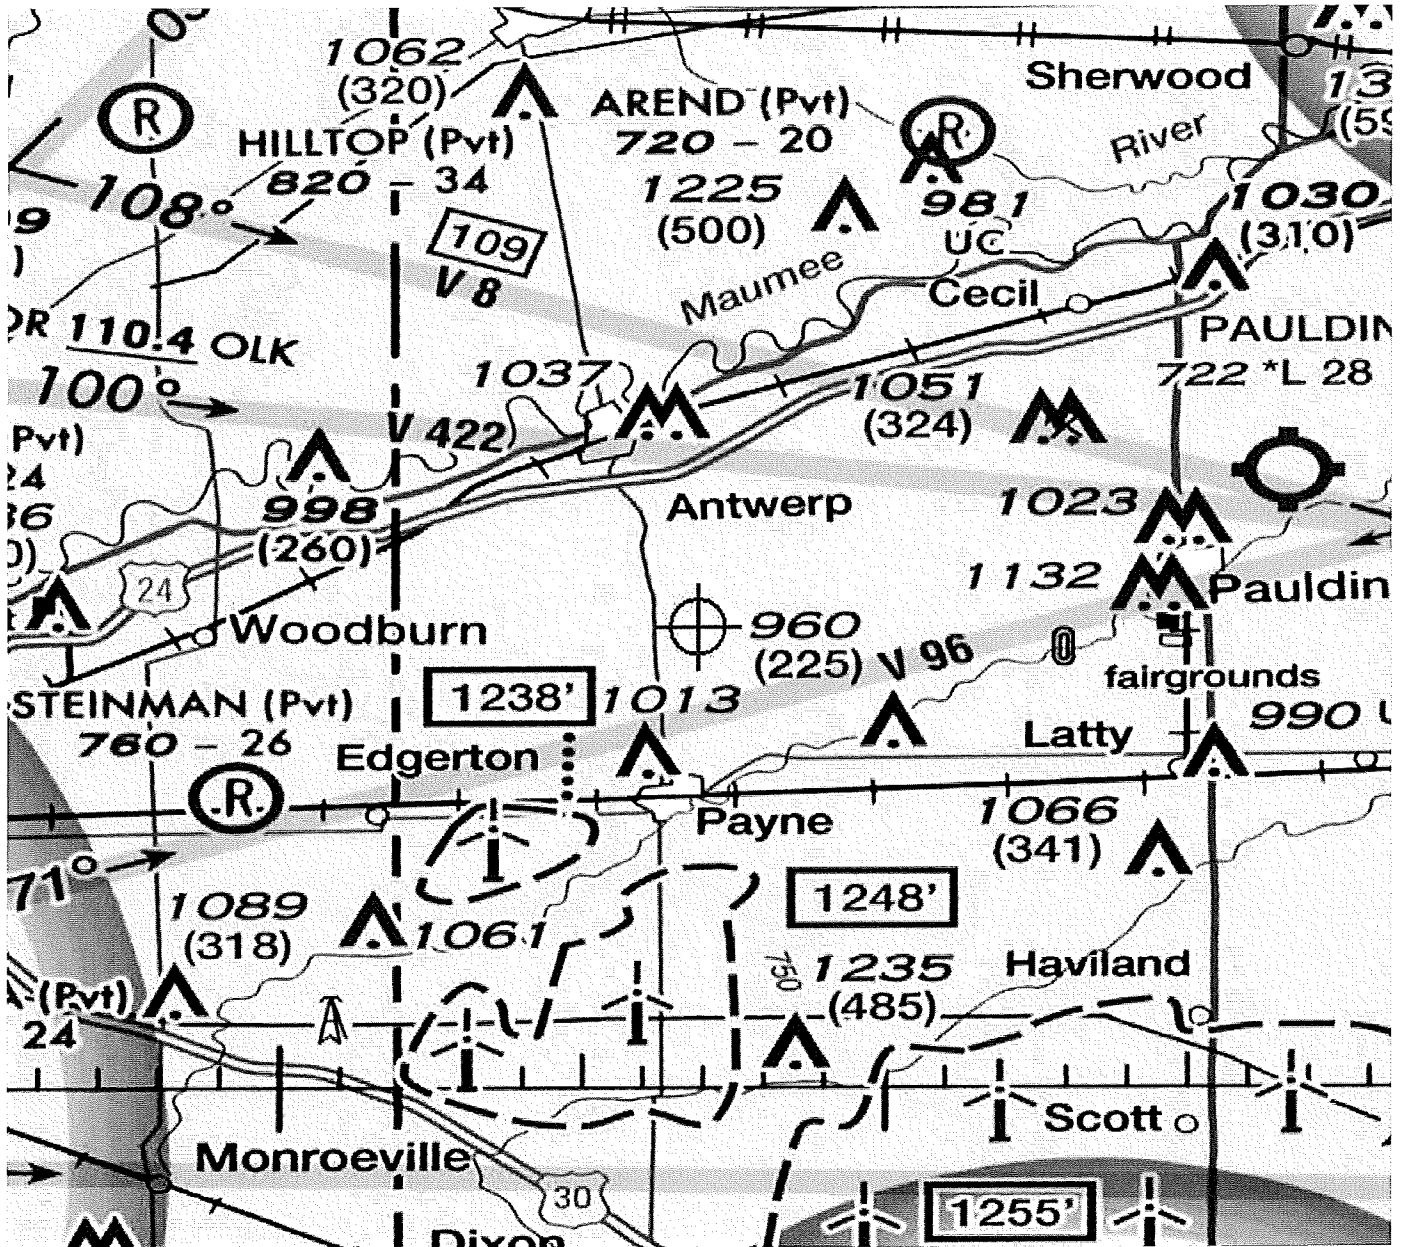 1062
(320)
R
HILLTOP (Pvt)
820 - 34
AREND (Pvt)
720 - 20
R
Sherwood
River
108°
109
V 8
1225
(500)
981
UC
1030
(310)
Maumee
Cecil
110.4 OLK
100°
1037
V 422
1051
(324)
PAULDIN
722 *L 28
Pvt)
24
998
(260)
Antwerp
1023
24
Woodburn
960
(225)
V 96
1132
Pauldin
fairgrounds
STEINMAN (Pvt)
760 - 26
R
1238'
1013
Edgerton
Latty
990 U
Payne
1066
(341)
71°
1089
(318)
1061
1248'
750
1235
(485)
Haviland
(Pvt)
24
Scott
Monroeville
30
1255'
Dixon